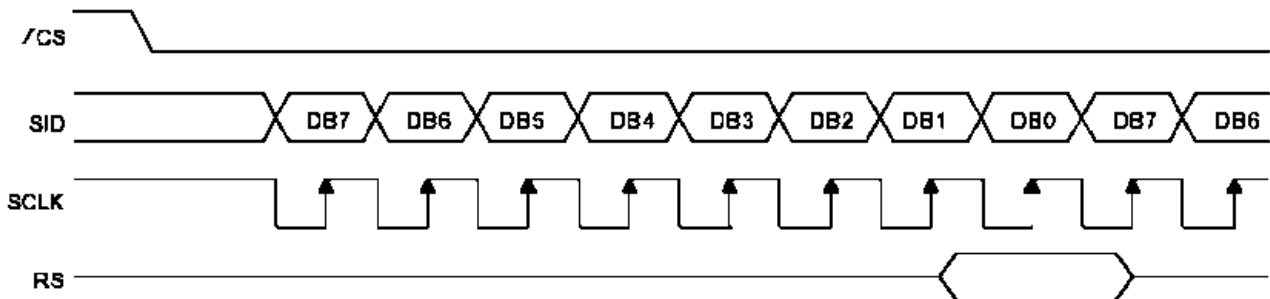 /CS
SID DB7 DB6 DB5 DB4 DB3 DB2 DB1 DB0 DB7 DB6
SCLK
RS